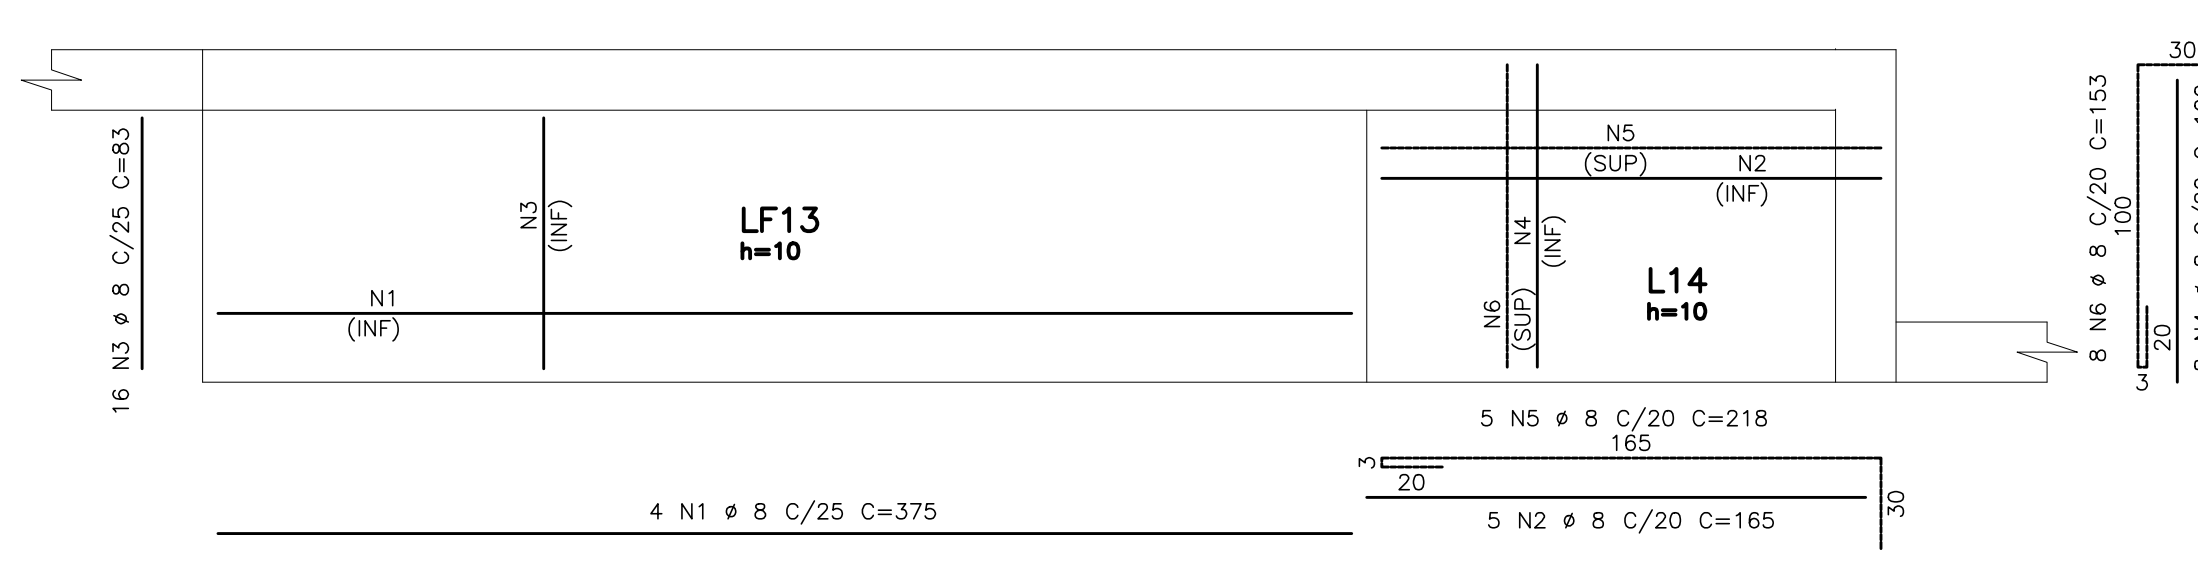 30
N5
(SUP)
N2
(INF)
16 N3 ø 8 C/25 C=83
N3
(INF)
LF13
h=10
N4
(INF)
8 N6 ø 8 C/20 C=153
100
20
3
L14
h=10
N6
(SUP)
N1
(INF)
5 N5 ø 8 C/20 C=218
165
3
20
30
4 N1 ø 8 C/25 C=375
5 N2 ø 8 C/20 C=165